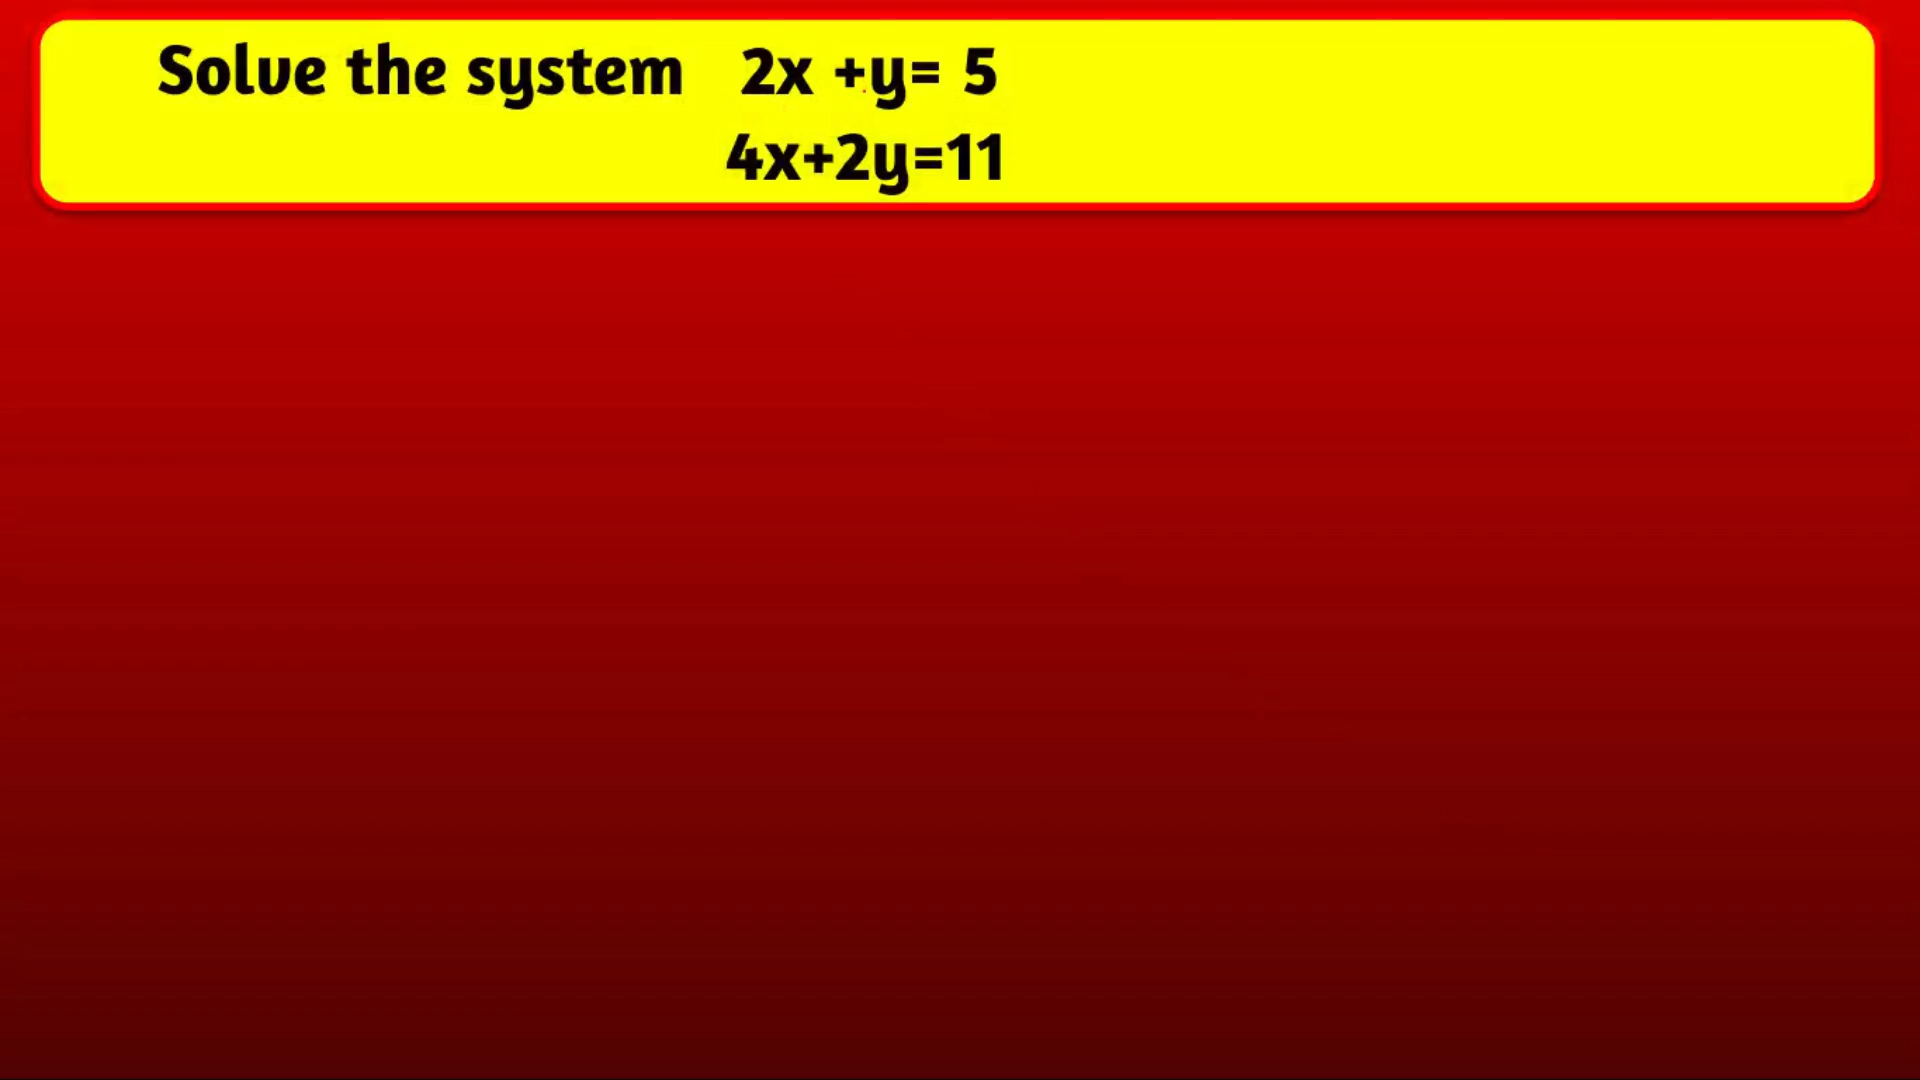 Solve the system 2x +y= 5
4x+2y=11